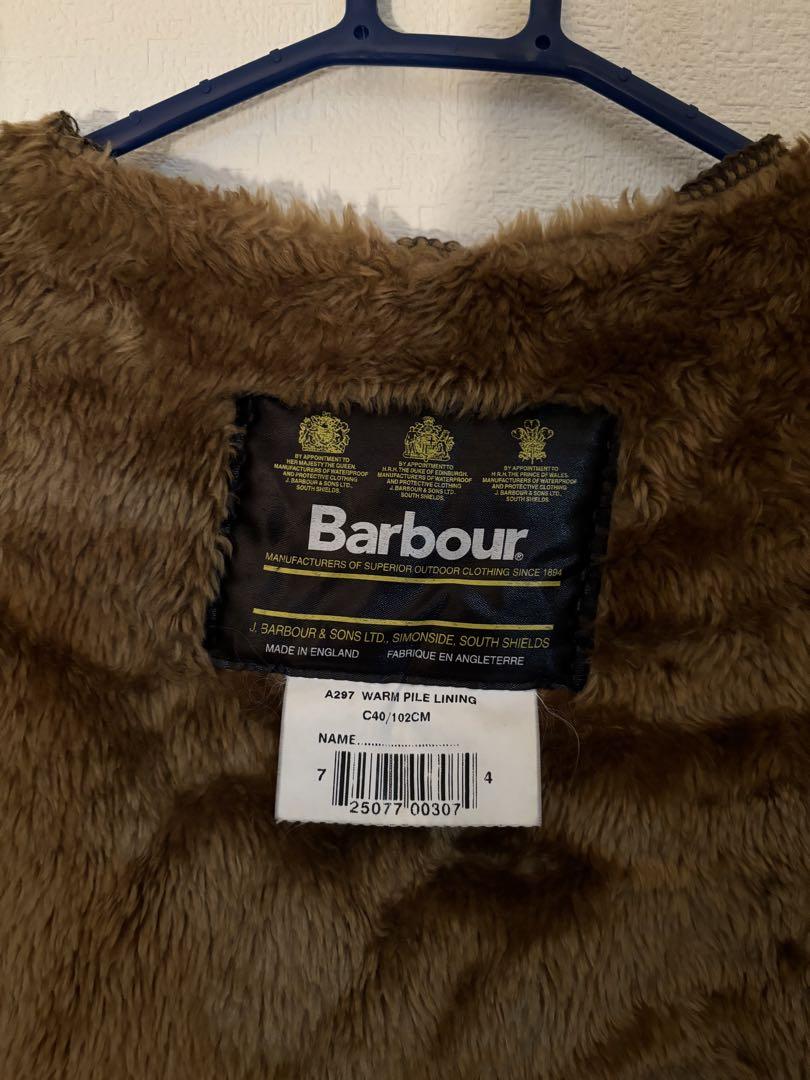 BY APPOINTMENT TO
HER MAJESTY THE QUEEN.
MANUFACTURERS OF WATERPROOF
AND PROTECTIVE CLOTHING
J. BARBOUR & SONS LTD.
SOUTH SHIELDS.
BY APPOINTMENT TO
H.R.H. THE DUKE OF EDINBURGH.
MANUFACTURERS OF WATERPROOF
AND PROTECTIVE CLOTHING
J. BARBOUR & SONS LTD.
SOUTH SHIELDS.
BY APPOINTMENT TO
H.R.H. THE PRINCE OF WALES.
MANUFACTURERS OF WATERPROOF
AND PROTECTIVE CLOTHING
J. BARBOUR & SONS LTD.
SOUTH SHIELDS.
Barbour®
MANUFACTURERS OF SUPERIOR OUTDOOR CLOTHING SINCE 1894
J. BARBOUR & SONS LTD., SIMONSIDE, SOUTH SHIELDS
MADE IN ENGLAND FABRIQUE EN ANGLETERRE
A297 WARM PILE LINING
C40/102CM
NAME..............................
7 25077 00307 4